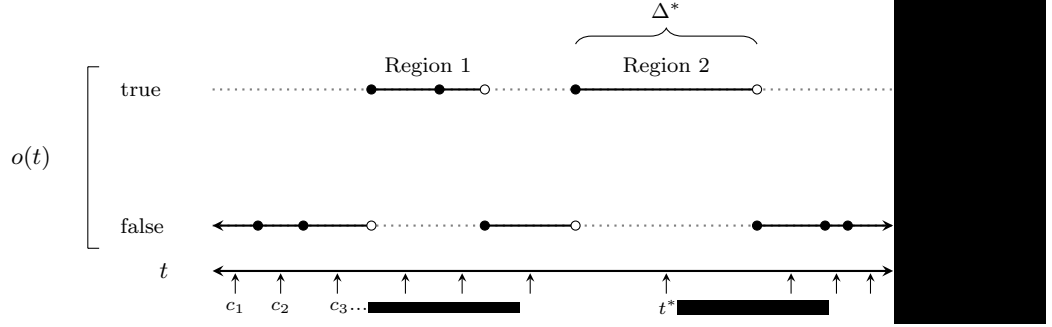 Δ*
Region 1 Region 2
true
o(t)
false
t
c₁ c₂ c₃... t*